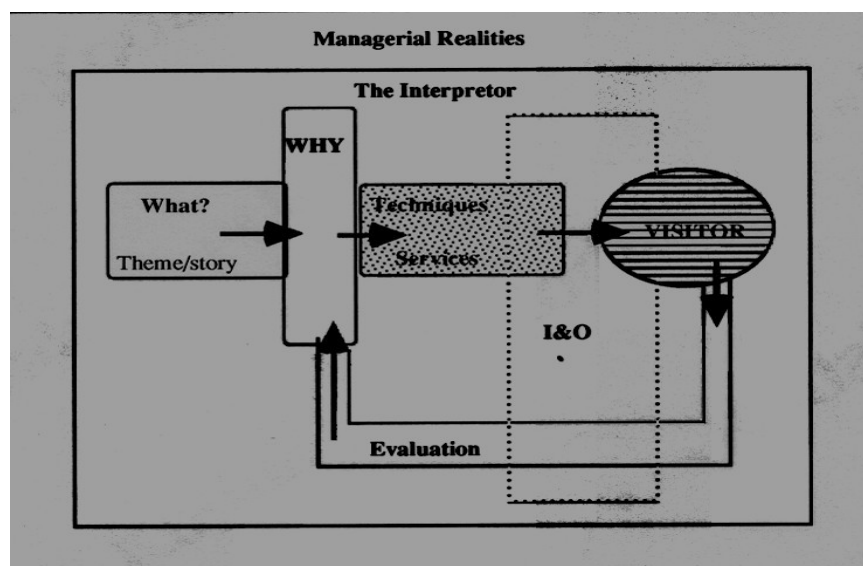 Managerial Realities
The Interpretor
WHY
What?
Techniques
VISITOR
Theme/story
Services
I&O
Evaluation